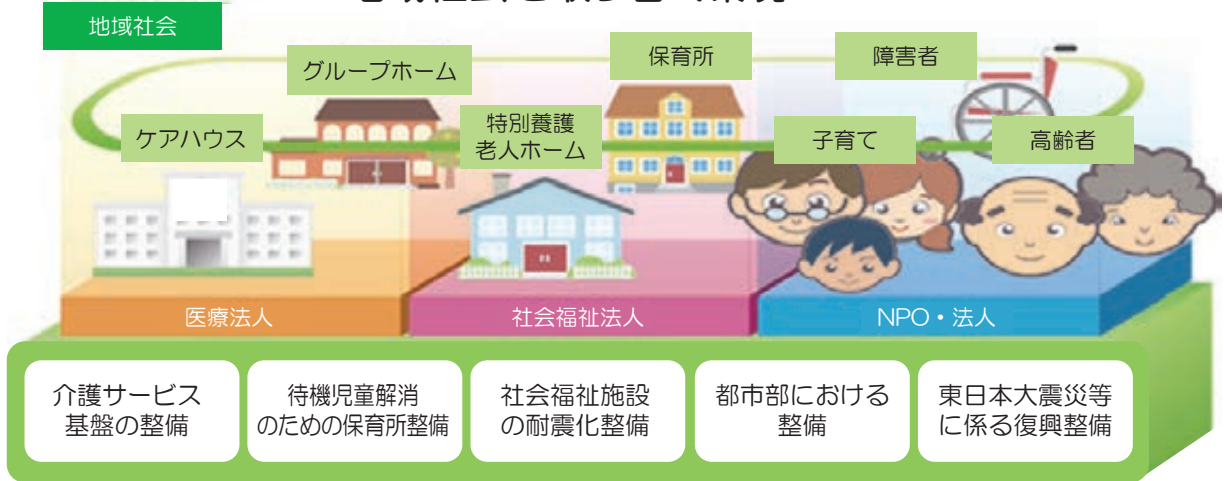 地域社会
グループホーム
保育所
障害者
ケアハウス
特別養護
老人ホーム
子育て
高齢者
医療法人
社会福祉法人
NPO・法人
介護サービス
基盤の整備
待機児童解消
のための保育所整備
社会福祉施設
の耐震化整備
都市部における
整備
東日本大震災等
に係る復興整備